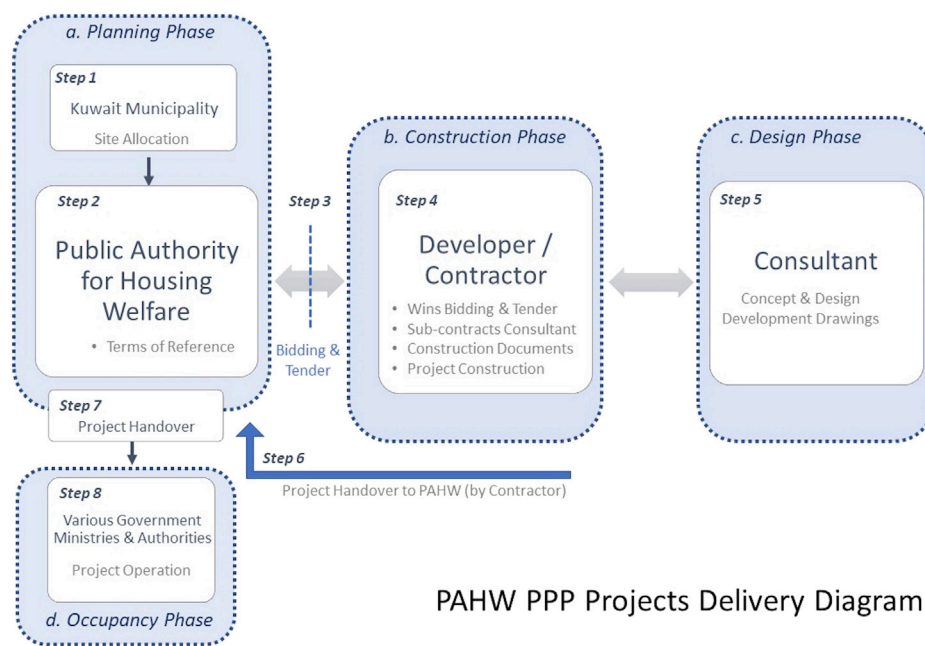 a. Planning Phase
Step 1
Kuwait Municipality
Site Allocation
Step 2
Public Authority
for Housing
Welfare
• Terms of Reference
Step 3
Bidding &
Tender
b. Construction Phase
Step 4
Developer /
Contractor
• Wins Bidding & Tender
• Sub-contracts Consultant
• Construction Documents
• Project Construction
c. Design Phase
Step 5
Consultant
Concept & Design
Development Drawings
Step 6
Project Handover to PAHW (by Contractor)
Step 7
Project Handover
Step 8
Various Government
Ministries & Authorities
Project Operation
d. Occupancy Phase
PAHW PPP Projects Delivery Diagram